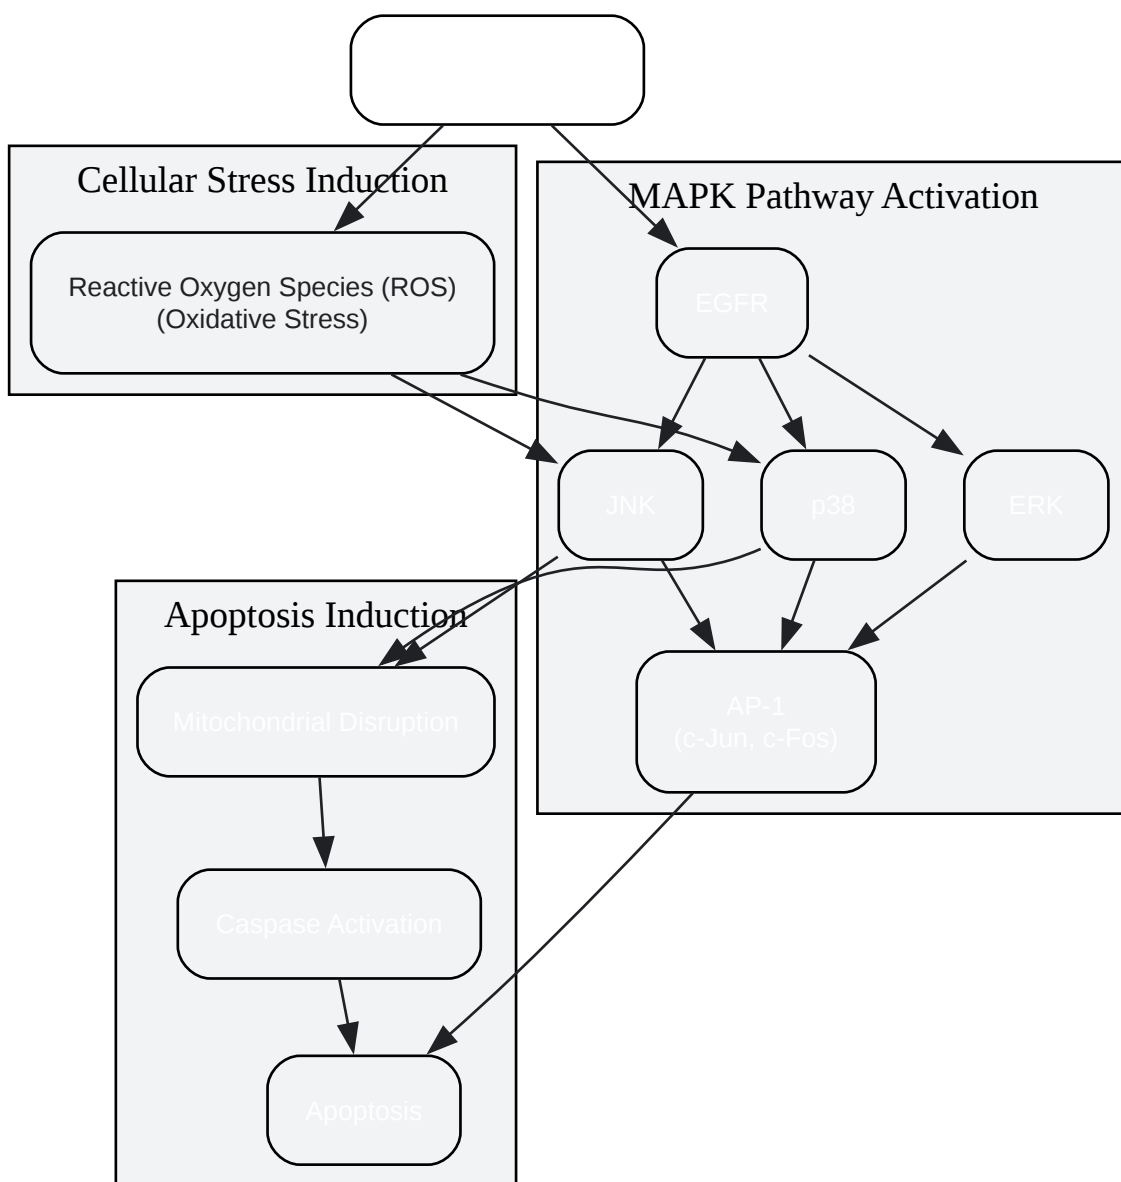 Cellular Stress Induction
MAPK Pathway Activation
Reactive Oxygen Species (ROS)
(Oxidative Stress)
EGFR
JNK
p38
ERK
Apoptosis Induction
AP-1
(c-Jun, c-Fos)
Mitochondrial Disruption
Caspase Activation
Apoptosis